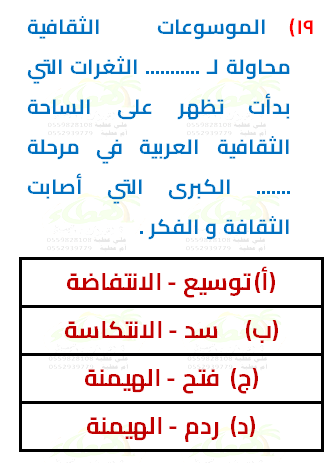 ١٩) الموسوعات الثقافية
محاولة لـ ........... الثغرات التي
بدأت تظهر على الساحة
الثقافية العربية في مرحلة
....... الكبرى التي أصابت
الثقافة و الفكر .
(أ) توسيع - الانتفاضة
(ب) سد - الانتكاسة
(ج) فتح - الهيمنة
(د) ردم - الهيمنة